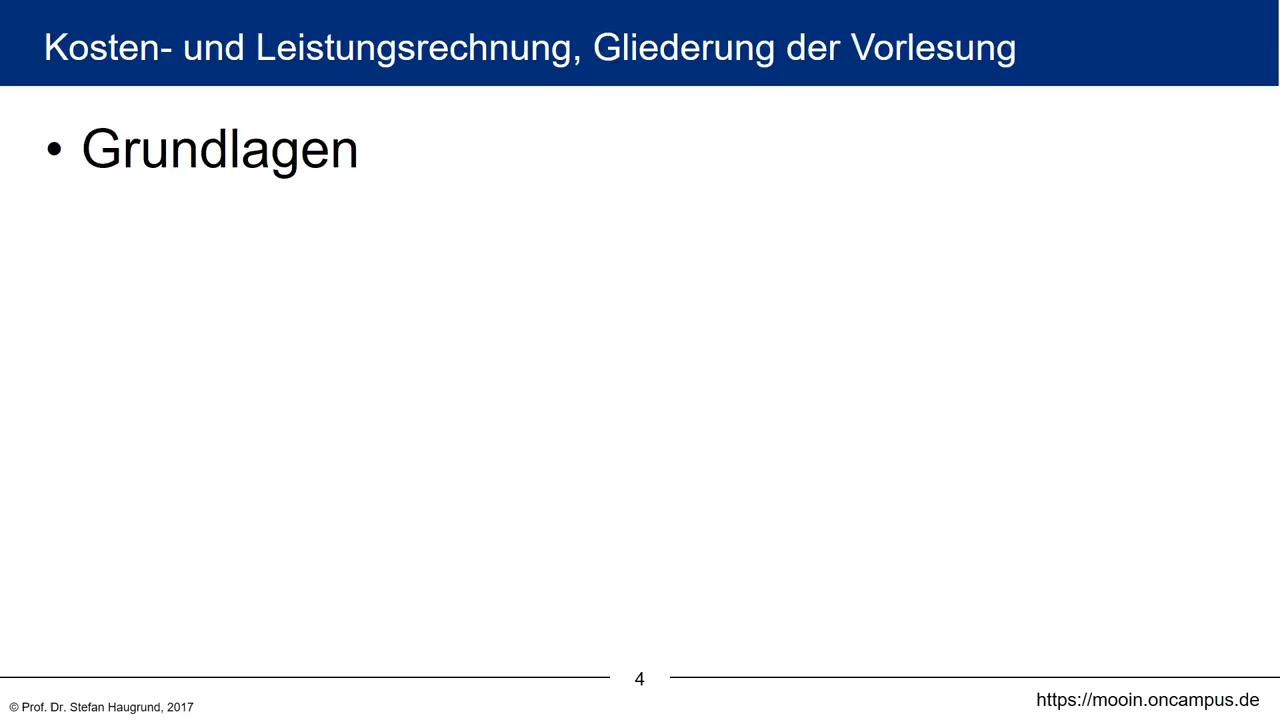 Kosten- und Leistungsrechnung, Gliederung der Vorlesung
• Grundlagen
4
© Prof. Dr. Stefan Haugrund, 2017
https://mooin.oncampus.de